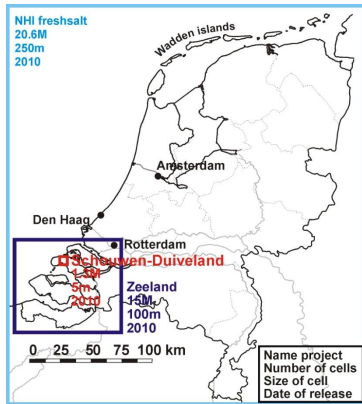 NHI freshsalt
20.6M
250m
2010
Wadden islands
Amsterdam
Den Haag
Rotterdam
Schouwen-Duiveland
1.5M
5m
2010
Zeeland
15M
100m
2010
0 25 50 75 100 km
Name project
Number of cells
Size of cell
Date of release